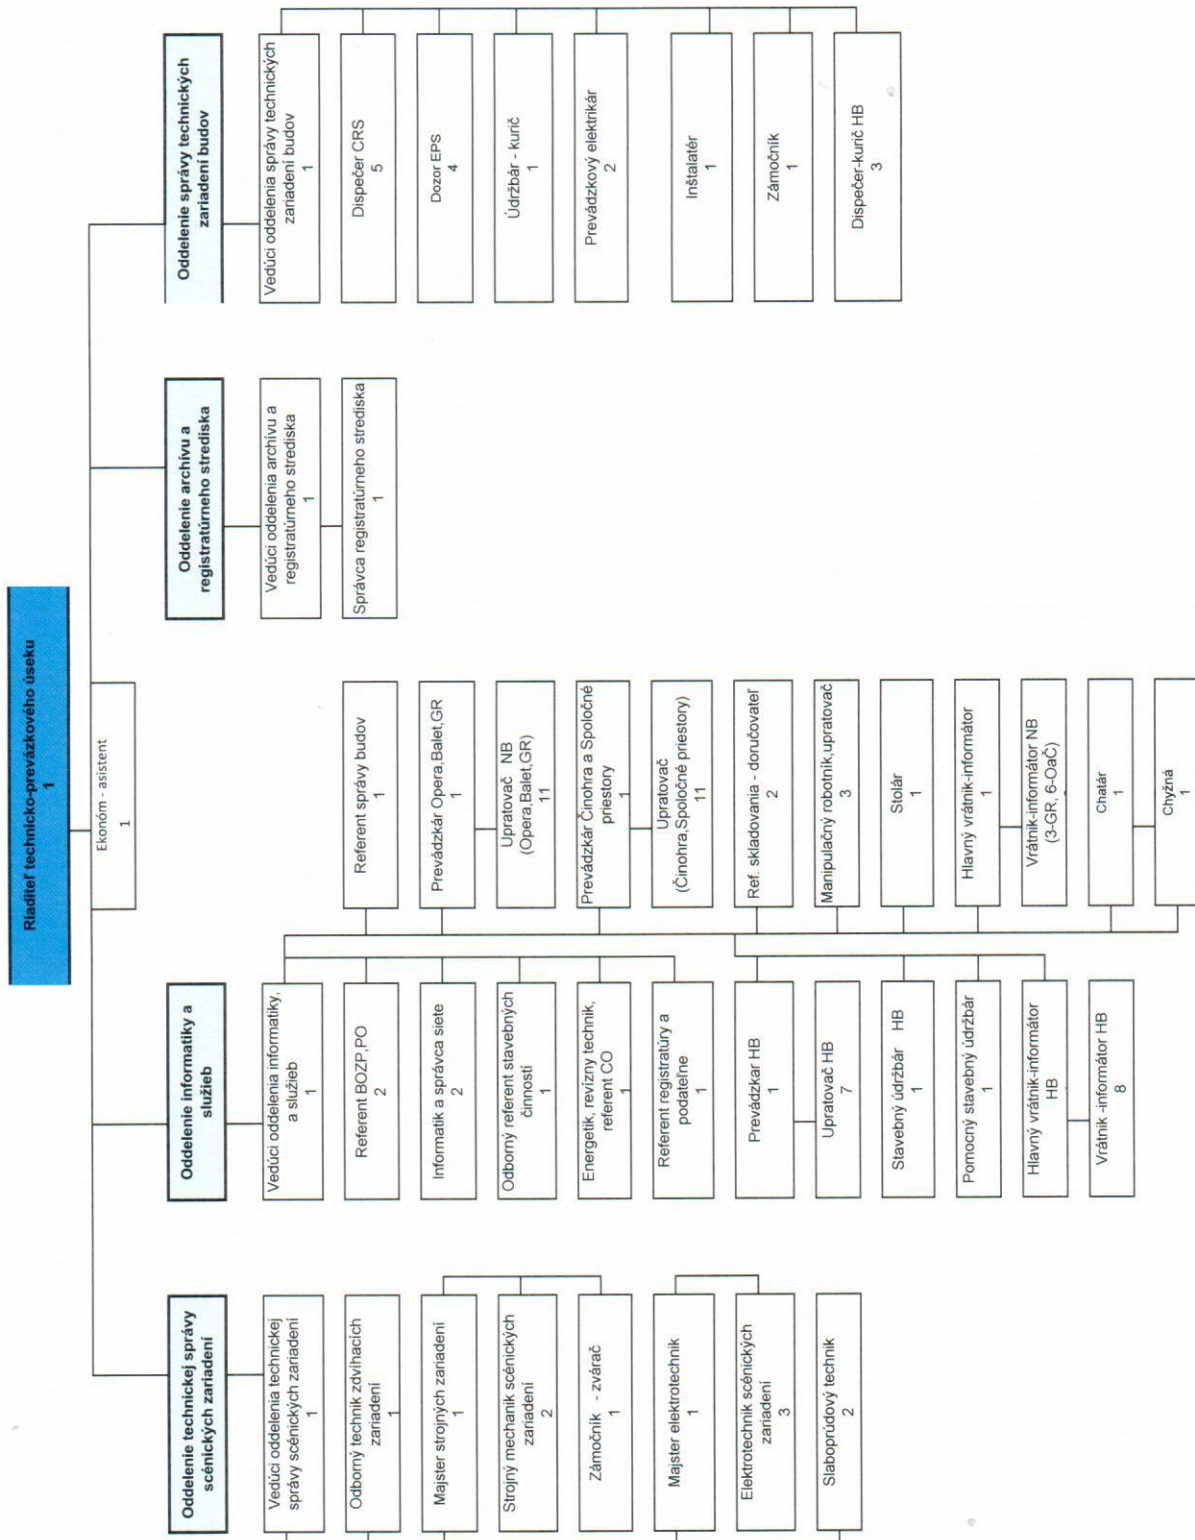 Riaditeľ technicko-prevázkového úseku
1
Ekonóm - asistent
1
Oddelenie technickej správy
scénických zariadení
Vedúci oddelenia technickej
správy scénických zariadení
1
Odborný technik zdvíhacích
zariadení
1
Majster strojných zariadení
1
Strojný mechanik scénických
zariadení
2
Zámočník - zvárač
1
Majster elektrotechnik
1
Elektrotechnik scénických
zariadení
3
Slaboprúdový technik
2
Oddelenie informatiky a
služieb
Vedúci oddelenia informatiky,
a služieb
1
Referent BOZP,PO
2
Informatik a správca siete
2
Odborný referent stavebných
činností
1
Energetik, revízny technik,
referent CO
1
Referent registratúry a
podateľne
1
Prevádzkar HB
1
Upratovač HB
7
Stavebný údržbár HB
1
Pomocný stavebný údržbár
1
Hlavný vrátnik-informátor
HB
1
Vrátnik -informátor HB
8
Referent správy budov
1
Prevádzkár Opera,Balet,GR
1
Upratovač NB
(Opera,Balet,GR)
11
Prevádzkár Činohra a Spoločné
priestory
1
Upratovač
(Činohra,Spoločné priestory)
11
Ref. skladovania - doručovateľ
2
Manipulačný robotník,upratovač
3
Stolár
1
Hlavný vrátnik-informátor
1
Vrátnik-informátor NB
(3-GR, 6-OaČ)
Chatár
1
Chyžná
1
Oddelenie archívu a
registratúrneho strediska
Vedúci oddelenia archívu a
registratúrneho strediska
1
Správca registratúrneho strediska
1
Oddelenie správy technických
zariadení budov
Vedúci oddelenia správy technických
zariadení budov
1
Dispečer CRS
5
Dozor EPS
4
Údržbár - kurič
1
Prevádzkový elektrikár
2
Inštalatér
1
Zámočník
1
Dispečer-kurič HB
3